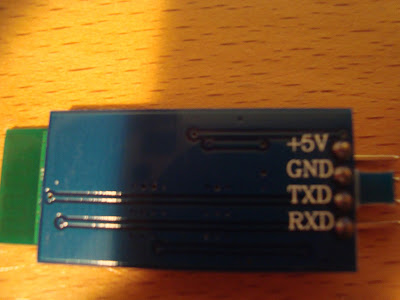 +5V
GND
TXD
RXD